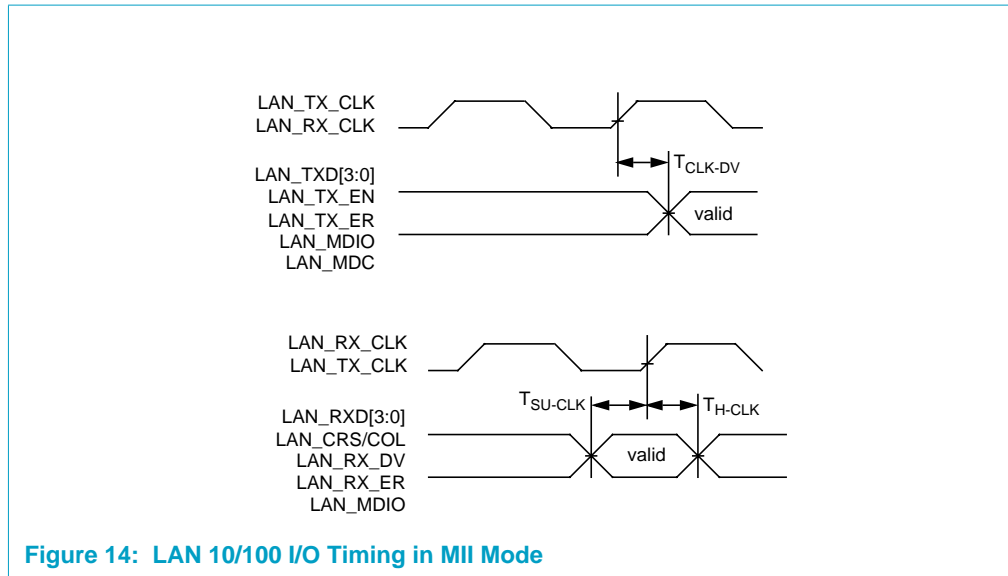 LAN_TX_CLK
LAN_RX_CLK
T_CLK-DV
LAN_TXD[3:0]
LAN_TX_EN
LAN_TX_ER
valid
LAN_MDIO
LAN_MDC
LAN_RX_CLK
LAN_TX_CLK
T_SU-CLK
T_H-CLK
LAN_RXD[3:0]
LAN_CRS/COL
LAN_RX_DV
valid
LAN_RX_ER
LAN_MDIO
Figure 14: LAN 10/100 I/O Timing in MII Mode